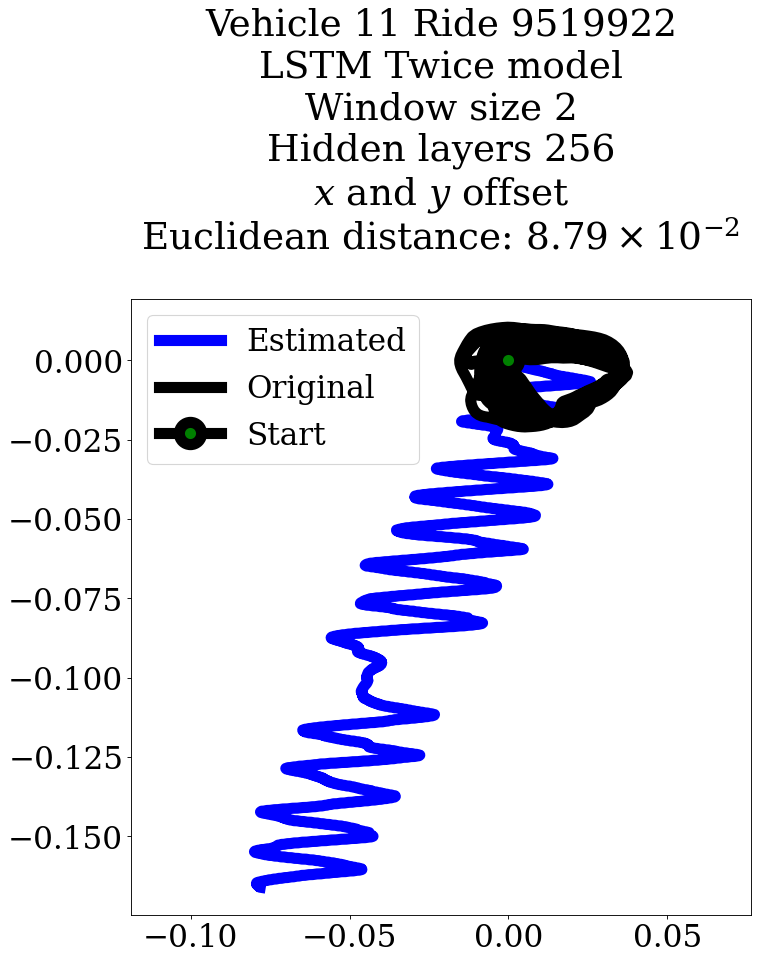 Vehicle 11 Ride 9519922
LSTM Twice model
Window size 2
Hidden layers 256
x and y offset
Euclidean distance: 8.79 × 10⁻²
Estimated
Original
Start
0.000
−0.025
−0.050
−0.075
−0.100
−0.125
−0.150
−0.10 −0.05 0.00 0.05